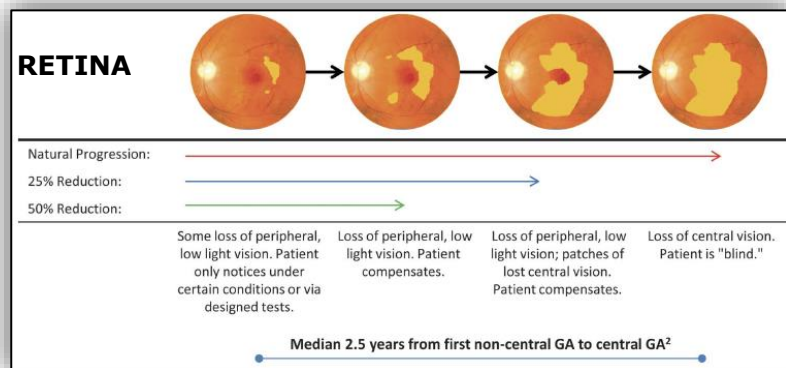 RETINA
Natural Progression:
25% Reduction:
50% Reduction:
Some loss of peripheral,
low light vision. Patient
only notices under
certain conditions or via
designed tests.
Loss of peripheral, low
light vision. Patient
compensates.
Loss of peripheral, low
light vision; patches of
lost central vision.
Patient compensates.
Loss of central vision.
Patient is "blind."
Median 2.5 years from first non-central GA to central GA²